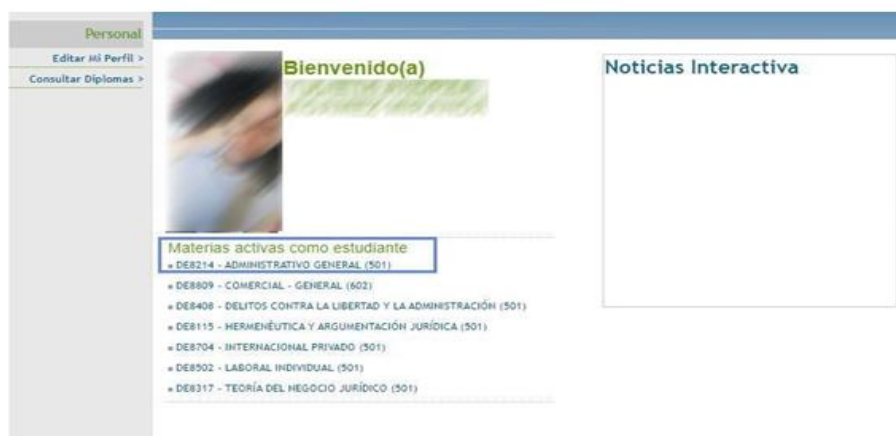 Personal
Editar Mi Perfil >
Consultar Diplomas >
Bienvenido(a)
Noticias Interactiva
Materias activas como estudiante
DE8214 - ADMINISTRATIVO GENERAL (501)
DE8809 - COMERCIAL - GENERAL (602)
DE8408 - DELITOS CONTRA LA LIBERTAD Y LA ADMINISTRACIÓN (501)
DE8115 - HERMENÉUTICA Y ARGUMENTACIÓN JURÍDICA (501)
DE8704 - INTERNACIONAL PRIVADO (501)
DE8502 - LABORAL INDIVIDUAL (501)
DE8317 - TEORÍA DEL NEGOCIO JURÍDICO (501)